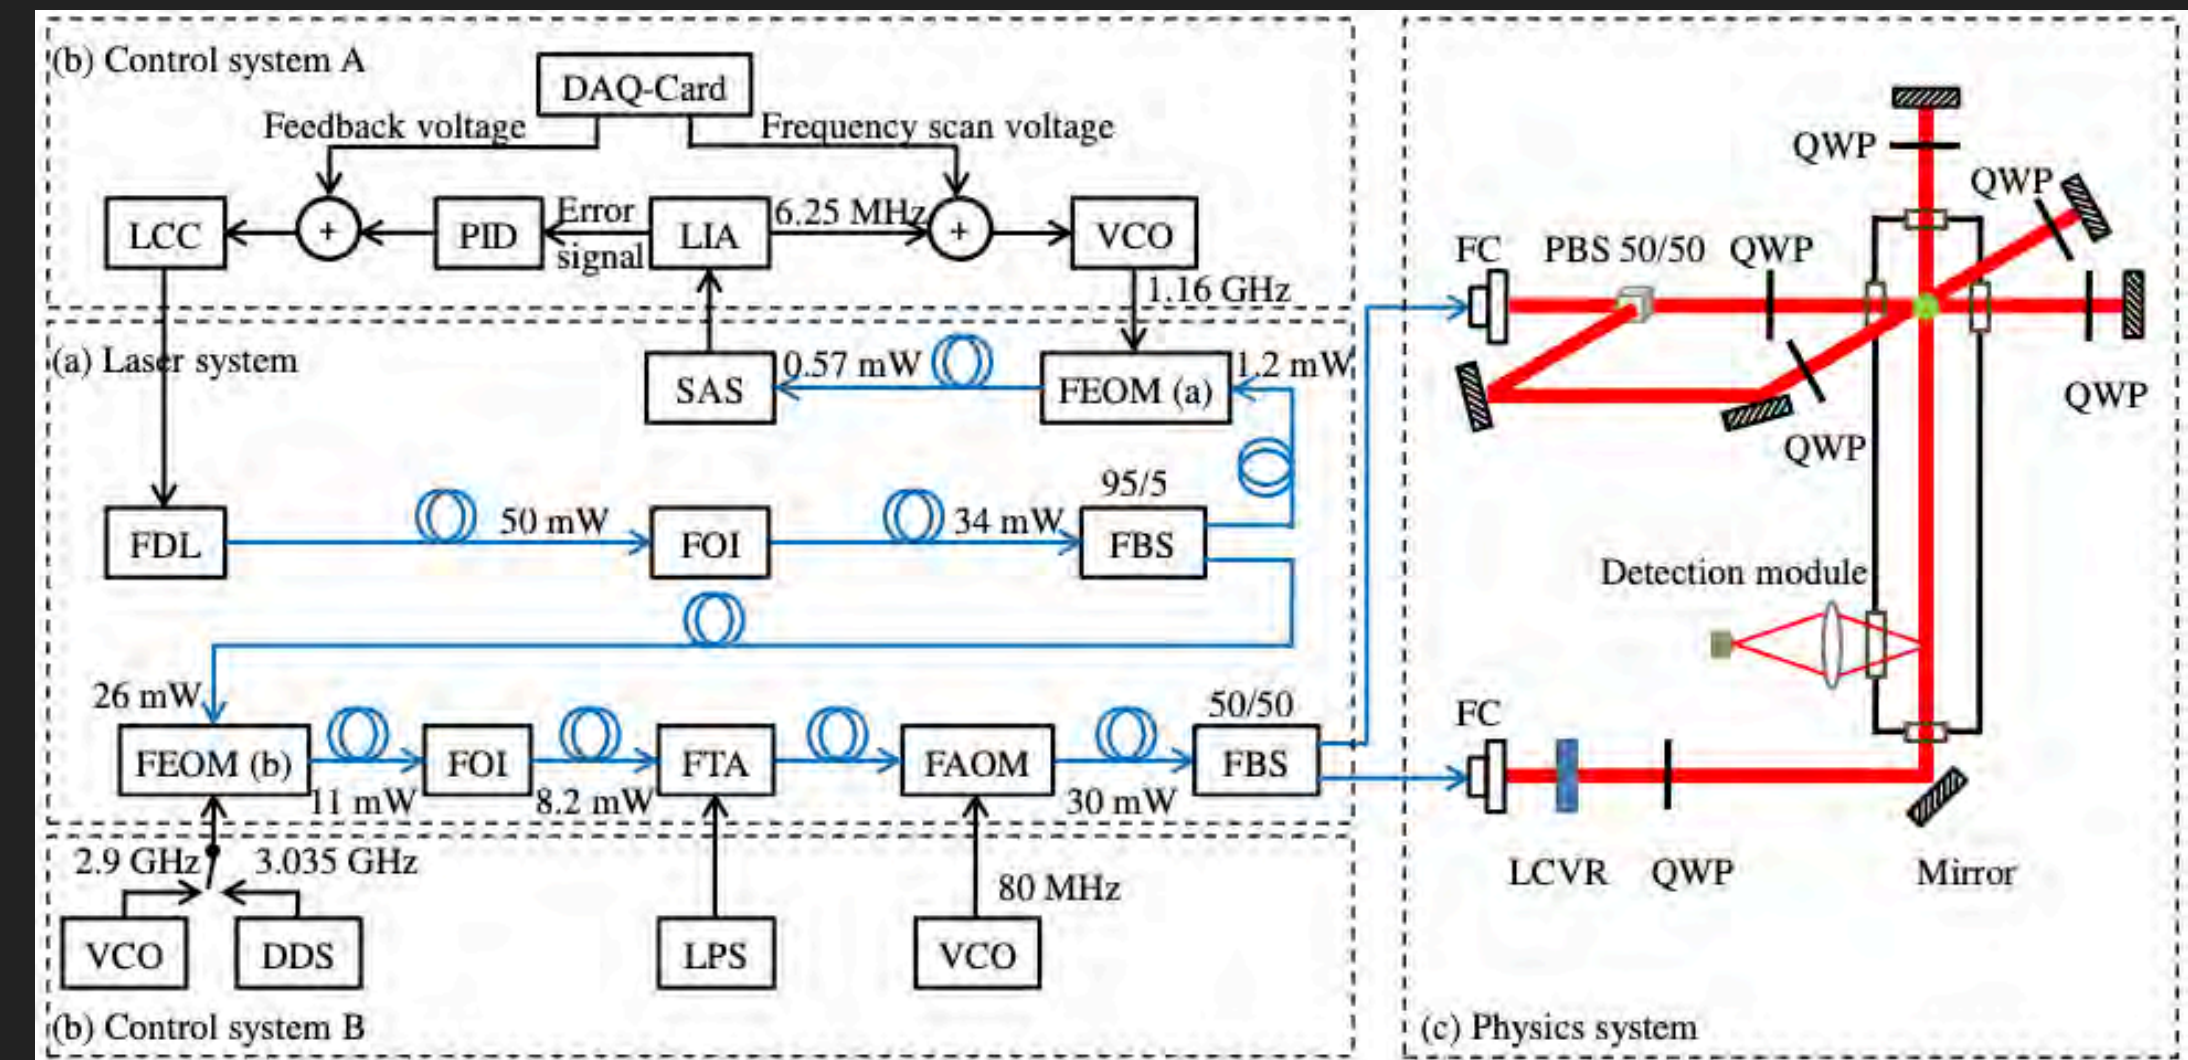 (b) Control system A
DAQ-Card
Feedback voltage
Frequency scan voltage
LCC
+
PID
Error
signal
LIA
6.25 MHz
+
VCO
1.16 GHz
(a) Laser system
SAS
0.57 mW
FEOM (a)
1.2 mW
FDL
50 mW
FOI
34 mW
95/5
FBS
26 mW
FEOM (b)
11 mW
FOI
8.2 mW
FTA
FAOM
30 mW
50/50
FBS
2.9 GHz
3.035 GHz
80 MHz
VCO
DDS
LPS
VCO
(b) Control system B
QWP
QWP
FC
PBS 50/50
QWP
QWP
QWP
Detection module
FC
LCVR
QWP
Mirror
(c) Physics system